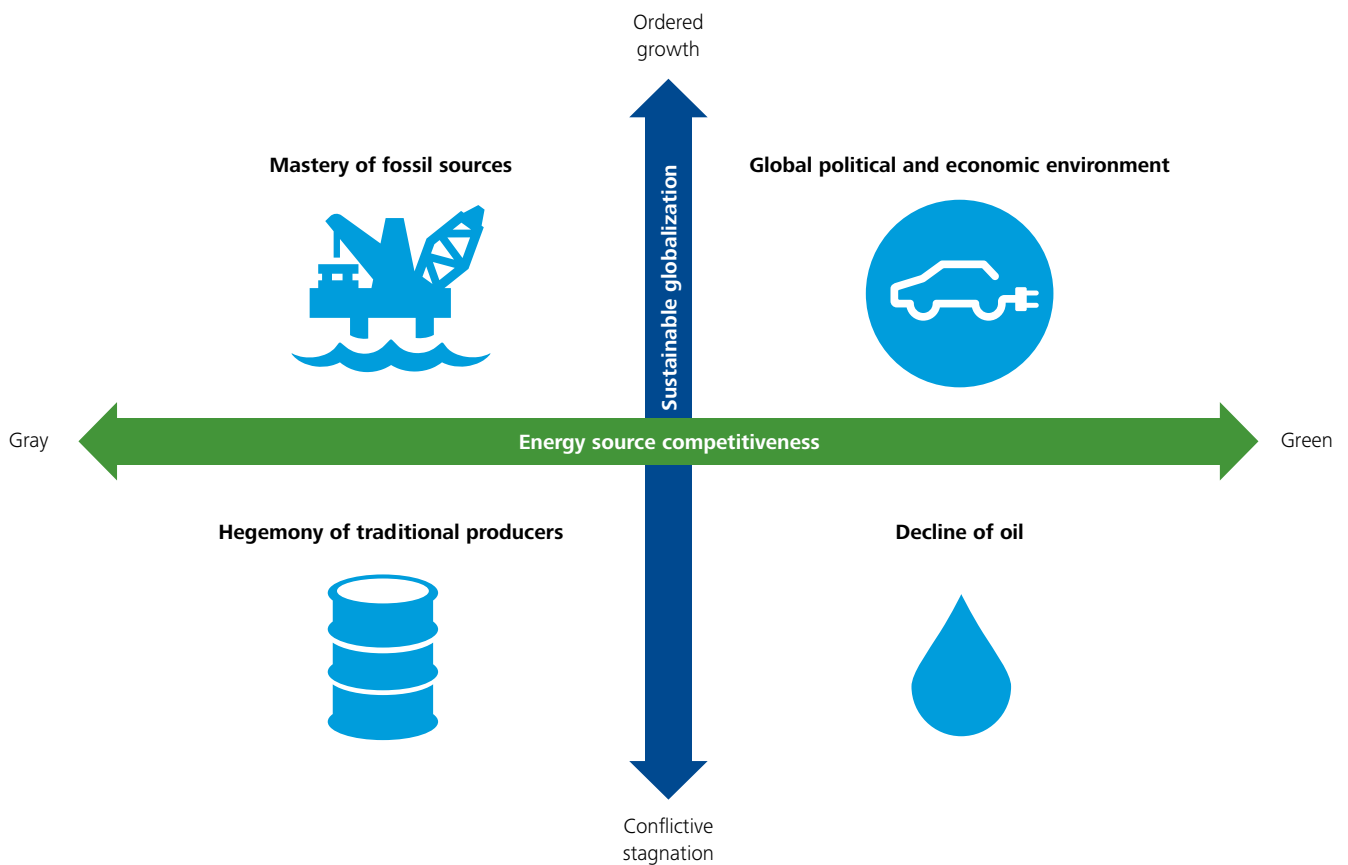 Ordered
growth
Mastery of fossil sources
Global political and economic environment
Sustainable globalization
Gray
Energy source competitiveness
Green
Hegemony of traditional producers
Decline of oil
Conflictive
stagnation